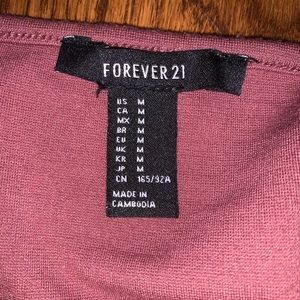 FOREVER 21
US M
CA M
MX M
BR M
EU M
UK M
KR M
JP M
CN 165/92A
MADE IN
CAMBODIA